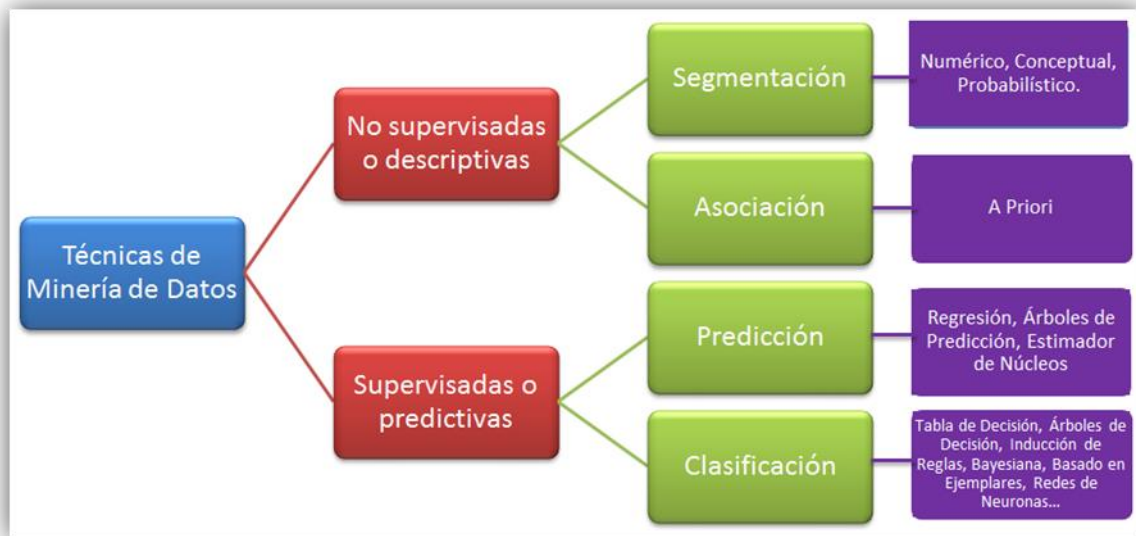 Técnicas de
Minería de Datos
No supervisadas
o descriptivas
Supervisadas o
predictivas
Segmentación
Asociación
Predicción
Clasificación
Numérico, Conceptual,
Probabilístico.
A Priori
Regresión, Árboles de
Predicción, Estimador
de Núcleos
Tabla de Decisión, Árboles de
Decisión, Inducción de
Reglas, Bayesiana, Basado en
Ejemplares, Redes de
Neuronas...